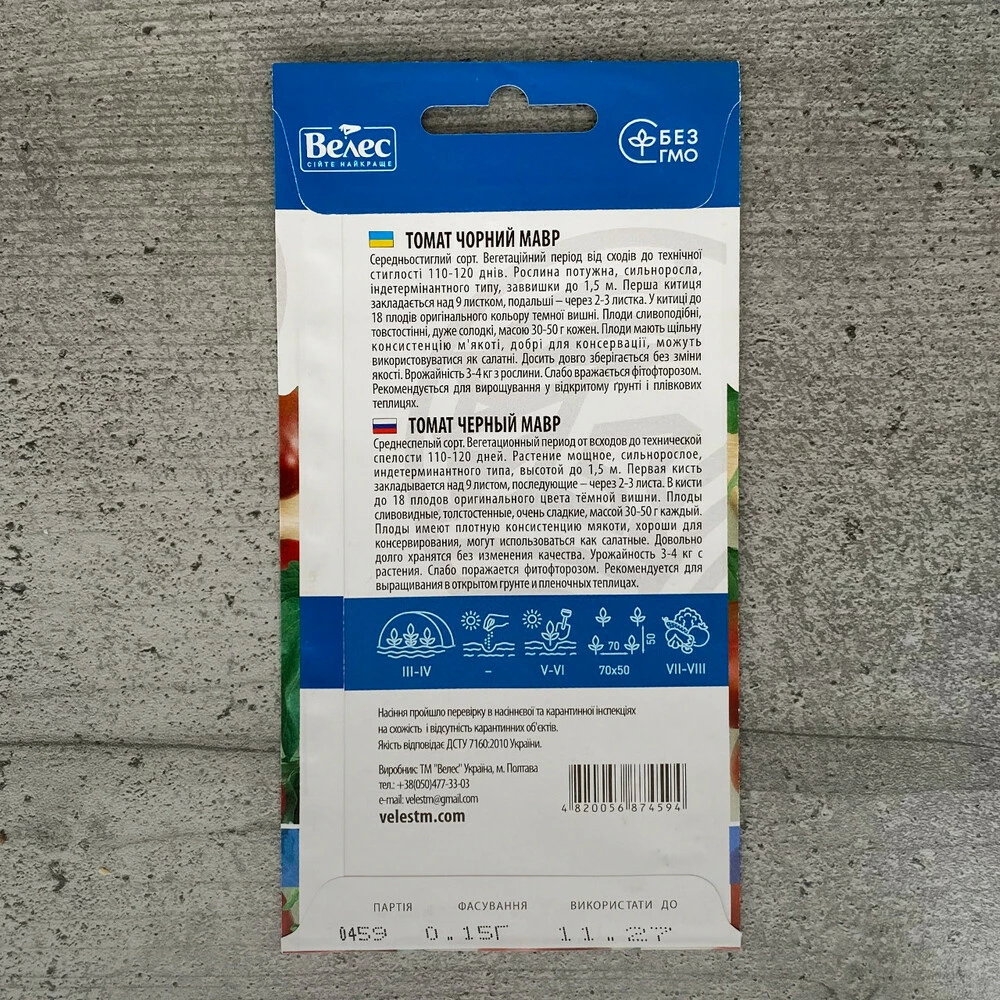 Велес
СІЙТЕ НАЙКРАЩЕ
БЕЗ
ГМО
ТОМАТ ЧОРНИЙ МАВР
Середньостиглий сорт. Вегетаційний період від сходів до технічної
стиглості 110-120 днів. Рослина потужна, сильноросла,
індетермінантного типу, заввишки до 1,5 м. Перша китиця
закладається над 9 листком, подальші – через 2-3 листка. У китиці до
18 плодів оригінального кольору темної вишні. Плоди сливоподібні,
товстостінні, дуже солодкі, масою 30-50 г кожен. Плоди мають щільну
консистенцію м'якоті, добрі для консервації, можуть
використовуватися як салатні. Досить довго зберігається без зміни
якості. Врожайність 3-4 кг з рослини. Слабо вражається фітофторозом.
Рекомендується для вирощування у відкритому ґрунті і плівкових
теплицях.
ТОМАТ ЧЕРНЫЙ МАВР
Среднеспелый сорт. Вегетационный период от всходов до технической
спелости 110-120 дней. Растение мощное, сильнорослое,
индетерминантного типа, высотой до 1,5 м. Первая кисть
закладывается над 9 листом, последующие – через 2-3 листа. В кисти
до 18 плодов оригинального цвета тёмной вишни. Плоды
сливовидные, толстостенные, очень сладкие, массой 30-50 г каждый.
Плоды имеют плотную консистенцию мякоти, хороши для
консервирования, могут использоваться как салатные. Довольно
долго хранятся без изменения качества. Урожайность 3-4 кг с
растения. Слабо поражается фитофторозом. Рекомендуется для
выращивания в открытом грунте и пленочных теплицах.
70
50
III-IV – V-VI 70х50 VII-VIII
Насіння пройшло перевірку в насіннєвої та карантинної інспекціях
на схожість і відсутність карантинних об'єктів.
Якість відповідає ДСТУ 7160:2010 України.
Виробник: ТМ "Велес" Україна, м. Полтава
тел.: +38(050)477-33-03
e-mail: velestm@gmail.com
velestm.com
4 820056 874594
ПАРТІЯ ФАСУВАННЯ ВИКОРИСТАТИ ДО
0459 0.15Г 11.27